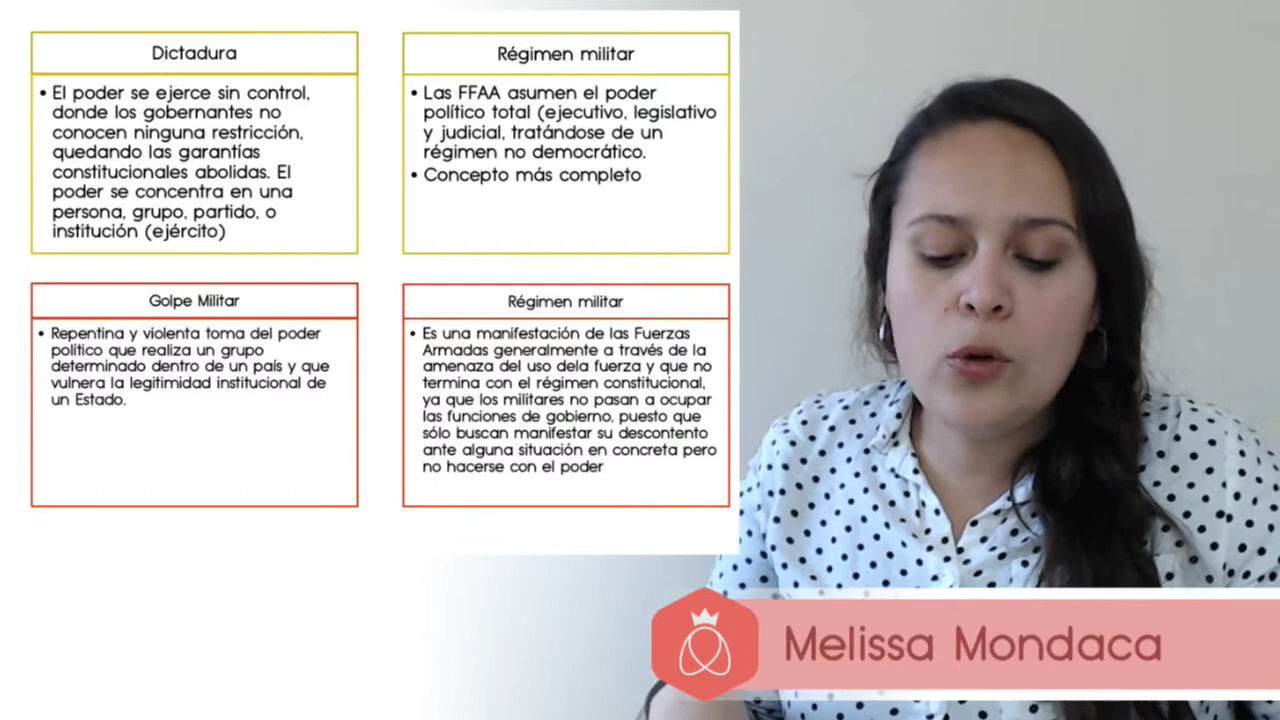 Dictadura
• El poder se ejerce sin control,
donde los gobernantes no
conocen ninguna restricción,
quedando las garantías
constitucionales abolidas. El
poder se concentra en una
persona, grupo, partido, o
institución (ejército)
Régimen militar
• Las FFAA asumen el poder
político total (ejecutivo, legislativo
y judicial, tratándose de un
régimen no democrático.
• Concepto más completo
Golpe Militar
• Repentina y violenta toma del poder
político que realiza un grupo
determinado dentro de un país y que
vulnera la legitimidad institucional de
un Estado.
Régimen militar
• Es una manifestación de las Fuerzas
Armadas generalmente a través de la
amenaza del uso dela fuerza y que no
termina con el régimen constitucional,
ya que los militares no pasan a ocupar
las funciones de gobierno, puesto que
sólo buscan manifestar su descontento
ante alguna situación en concreta pero
no hacerse con el poder
Melissa Mondaca